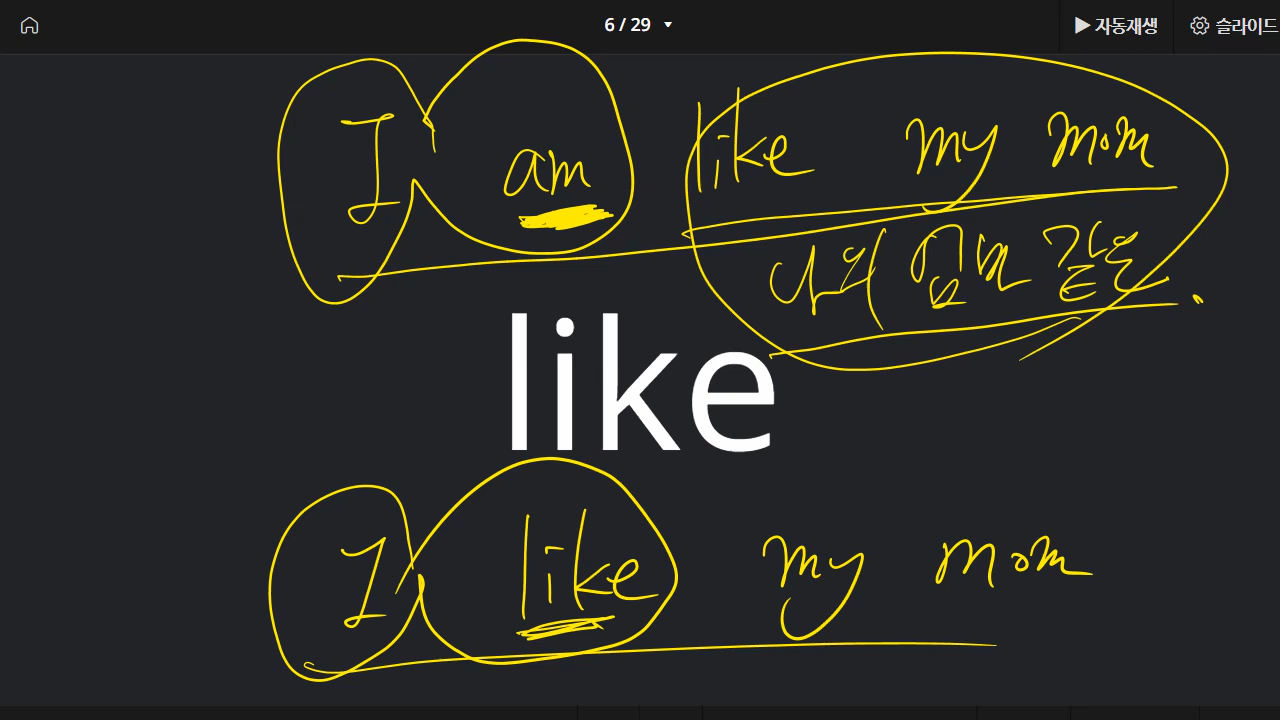 6 / 29 ▼ ▶ 자동재생 슬라이드
I am like my mom
나의 엄마 같은.
like
I like my mom